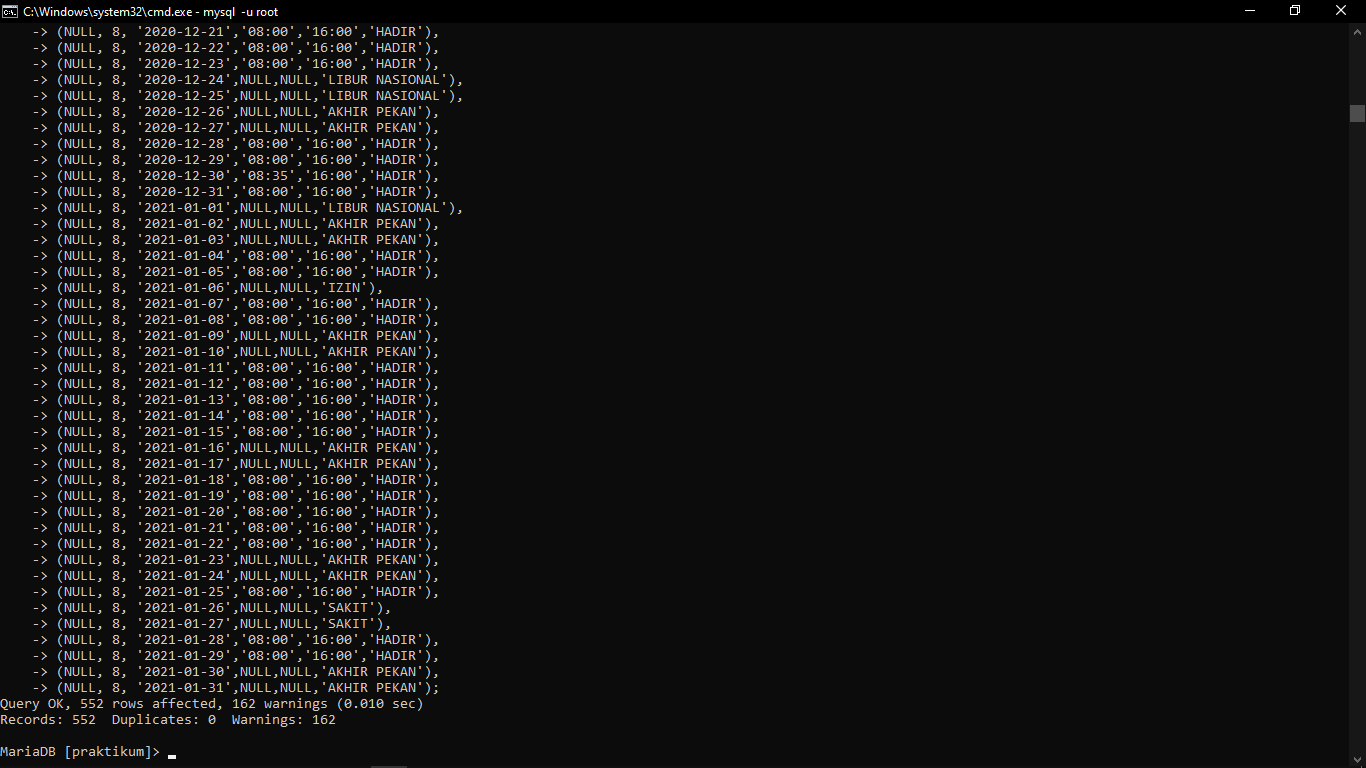 C:\Windows\system32\cmd.exe - mysql  -u root
    -> (NULL, 8, '2020-12-21','08:00','16:00','HADIR'),
    -> (NULL, 8, '2020-12-22','08:00','16:00','HADIR'),
    -> (NULL, 8, '2020-12-23','08:00','16:00','HADIR'),
    -> (NULL, 8, '2020-12-24',NULL,NULL,'LIBUR NASIONAL'),
    -> (NULL, 8, '2020-12-25',NULL,NULL,'LIBUR NASIONAL'),
    -> (NULL, 8, '2020-12-26',NULL,NULL,'AKHIR PEKAN'),
    -> (NULL, 8, '2020-12-27',NULL,NULL,'AKHIR PEKAN'),
    -> (NULL, 8, '2020-12-28','08:00','16:00','HADIR'),
    -> (NULL, 8, '2020-12-29','08:00','16:00','HADIR'),
    -> (NULL, 8, '2020-12-30','08:35','16:00','HADIR'),
    -> (NULL, 8, '2020-12-31','08:00','16:00','HADIR'),
    -> (NULL, 8, '2021-01-01',NULL,NULL,'LIBUR NASIONAL'),
    -> (NULL, 8, '2021-01-02',NULL,NULL,'AKHIR PEKAN'),
    -> (NULL, 8, '2021-01-03',NULL,NULL,'AKHIR PEKAN'),
    -> (NULL, 8, '2021-01-04','08:00','16:00','HADIR'),
    -> (NULL, 8, '2021-01-05','08:00','16:00','HADIR'),
    -> (NULL, 8, '2021-01-06',NULL,NULL,'IZIN'),
    -> (NULL, 8, '2021-01-07','08:00','16:00','HADIR'),
    -> (NULL, 8, '2021-01-08','08:00','16:00','HADIR'),
    -> (NULL, 8, '2021-01-09',NULL,NULL,'AKHIR PEKAN'),
    -> (NULL, 8, '2021-01-10',NULL,NULL,'AKHIR PEKAN'),
    -> (NULL, 8, '2021-01-11','08:00','16:00','HADIR'),
    -> (NULL, 8, '2021-01-12','08:00','16:00','HADIR'),
    -> (NULL, 8, '2021-01-13','08:00','16:00','HADIR'),
    -> (NULL, 8, '2021-01-14','08:00','16:00','HADIR'),
    -> (NULL, 8, '2021-01-15','08:00','16:00','HADIR'),
    -> (NULL, 8, '2021-01-16',NULL,NULL,'AKHIR PEKAN'),
    -> (NULL, 8, '2021-01-17',NULL,NULL,'AKHIR PEKAN'),
    -> (NULL, 8, '2021-01-18','08:00','16:00','HADIR'),
    -> (NULL, 8, '2021-01-19','08:00','16:00','HADIR'),
    -> (NULL, 8, '2021-01-20','08:00','16:00','HADIR'),
    -> (NULL, 8, '2021-01-21','08:00','16:00','HADIR'),
    -> (NULL, 8, '2021-01-22','08:00','16:00','HADIR'),
    -> (NULL, 8, '2021-01-23',NULL,NULL,'AKHIR PEKAN'),
    -> (NULL, 8, '2021-01-24',NULL,NULL,'AKHIR PEKAN'),
    -> (NULL, 8, '2021-01-25','08:00','16:00','HADIR'),
    -> (NULL, 8, '2021-01-26',NULL,NULL,'SAKIT'),
    -> (NULL, 8, '2021-01-27',NULL,NULL,'SAKIT'),
    -> (NULL, 8, '2021-01-28','08:00','16:00','HADIR'),
    -> (NULL, 8, '2021-01-29','08:00','16:00','HADIR'),
    -> (NULL, 8, '2021-01-30',NULL,NULL,'AKHIR PEKAN'),
    -> (NULL, 8, '2021-01-31',NULL,NULL,'AKHIR PEKAN');
Query OK, 552 rows affected, 162 warnings (0.010 sec)
Records: 552  Duplicates: 0  Warnings: 162
MariaDB [praktikum]> _